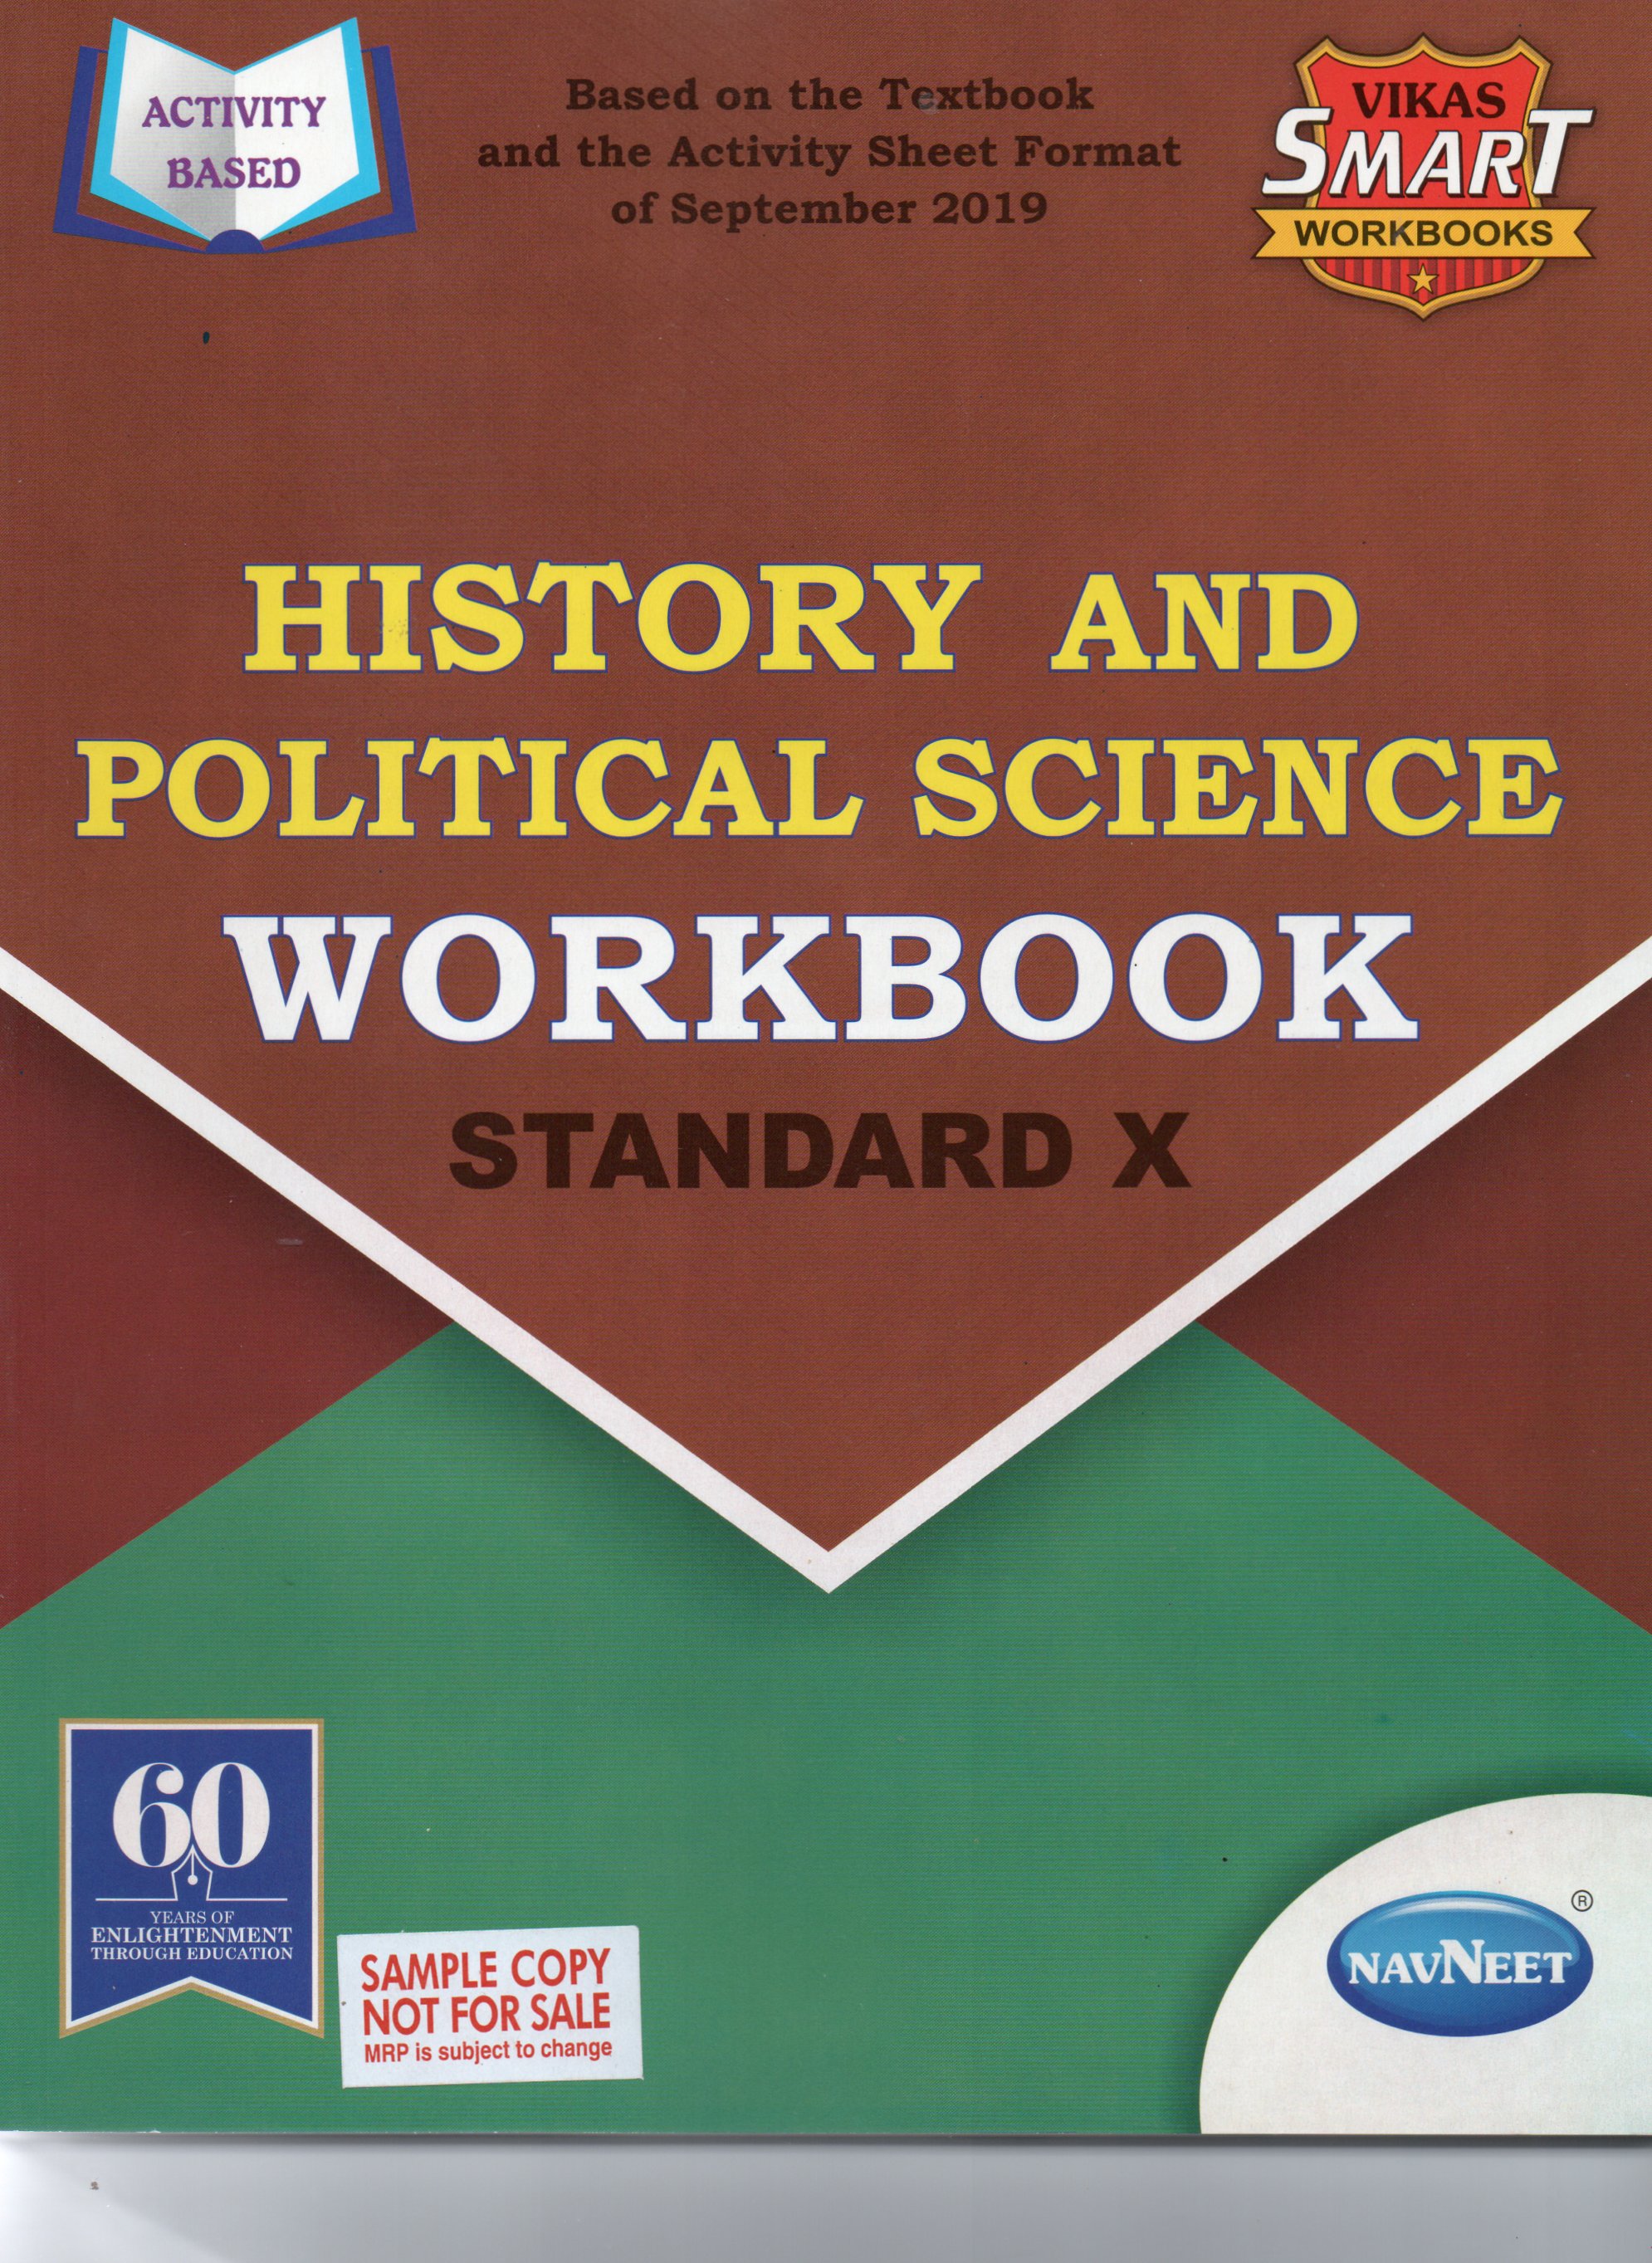 ACTIVITY
BASED
Based on the Textbook
and the Activity Sheet Format
of September 2019
VIKAS
SMART
WORKBOOKS
HISTORY AND
POLITICAL SCIENCE
WORKBOOK
STANDARD X
60
YEARS OF
ENLIGHTENMENT
THROUGH EDUCATION
SAMPLE COPY
NOT FOR SALE
MRP is subject to change
NAVNEET ®